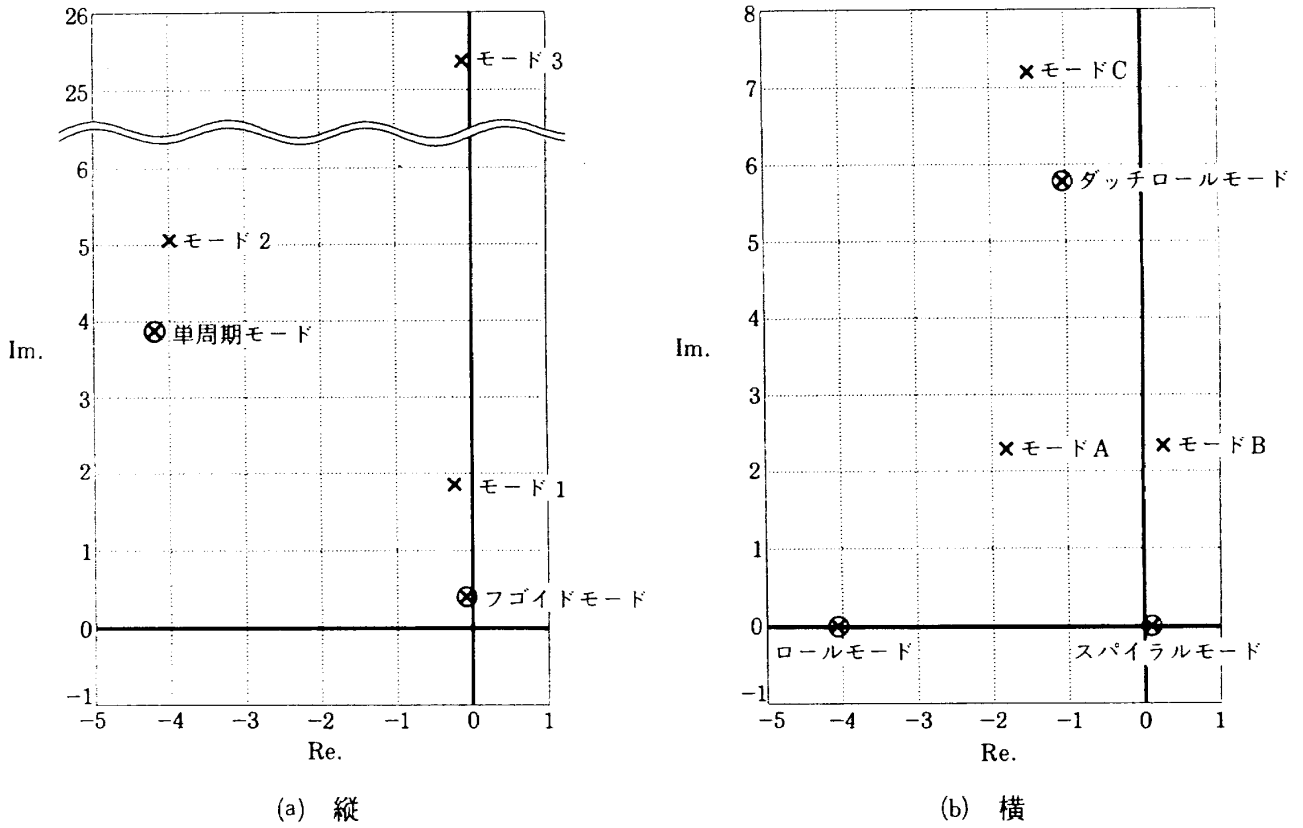 26
25
6
5
4
3
2
1
0
-1
Im.
モード3
モード2
単周期モード
モード1
フゴイドモード
-5 -4 -3 -2 -1 0 1
Re.
(a) 縦
8
7
6
5
4
3
2
1
0
-1
Im.
モードC
ダッチロールモード
モードA
モードB
ロールモード
スパイラルモード
-5 -4 -3 -2 -1 0 1
Re.
(b) 横